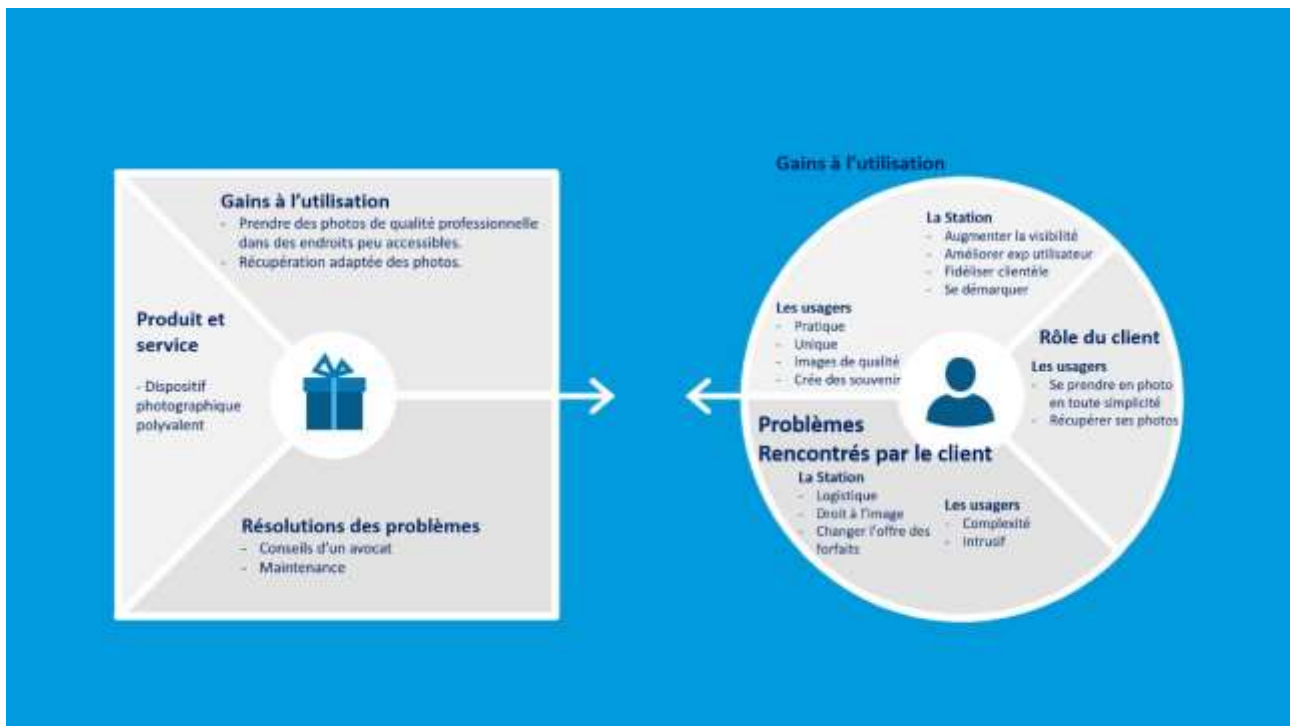 Gains à l'utilisation
- Prendre des photos de qualité professionnelle
dans des endroits peu accessibles.
- Récupération adaptée des photos.
Produit et
service
- Dispositif
photographique
polyvalent
Résolutions des problèmes
- Conseils d'un avocat
- Maintenance
Gains à l'utilisation
La Station
- Augmenter la visibilité
- Améliorer exp utilisateur
- Fidéliser clientèle
- Se démarquer
Les usagers
- Pratique
- Unique
- Images de qualité
- Crée des souvenir
Rôle du client
Les usagers
- Se prendre en photo
en toute simplicité
- Récupérer ses photos
Problèmes
Rencontrés par le client
La Station
- Logistique
- Droit à l'image
- Changer l'offre des
forfaits
Les usagers
- Complexité
- Intrusif